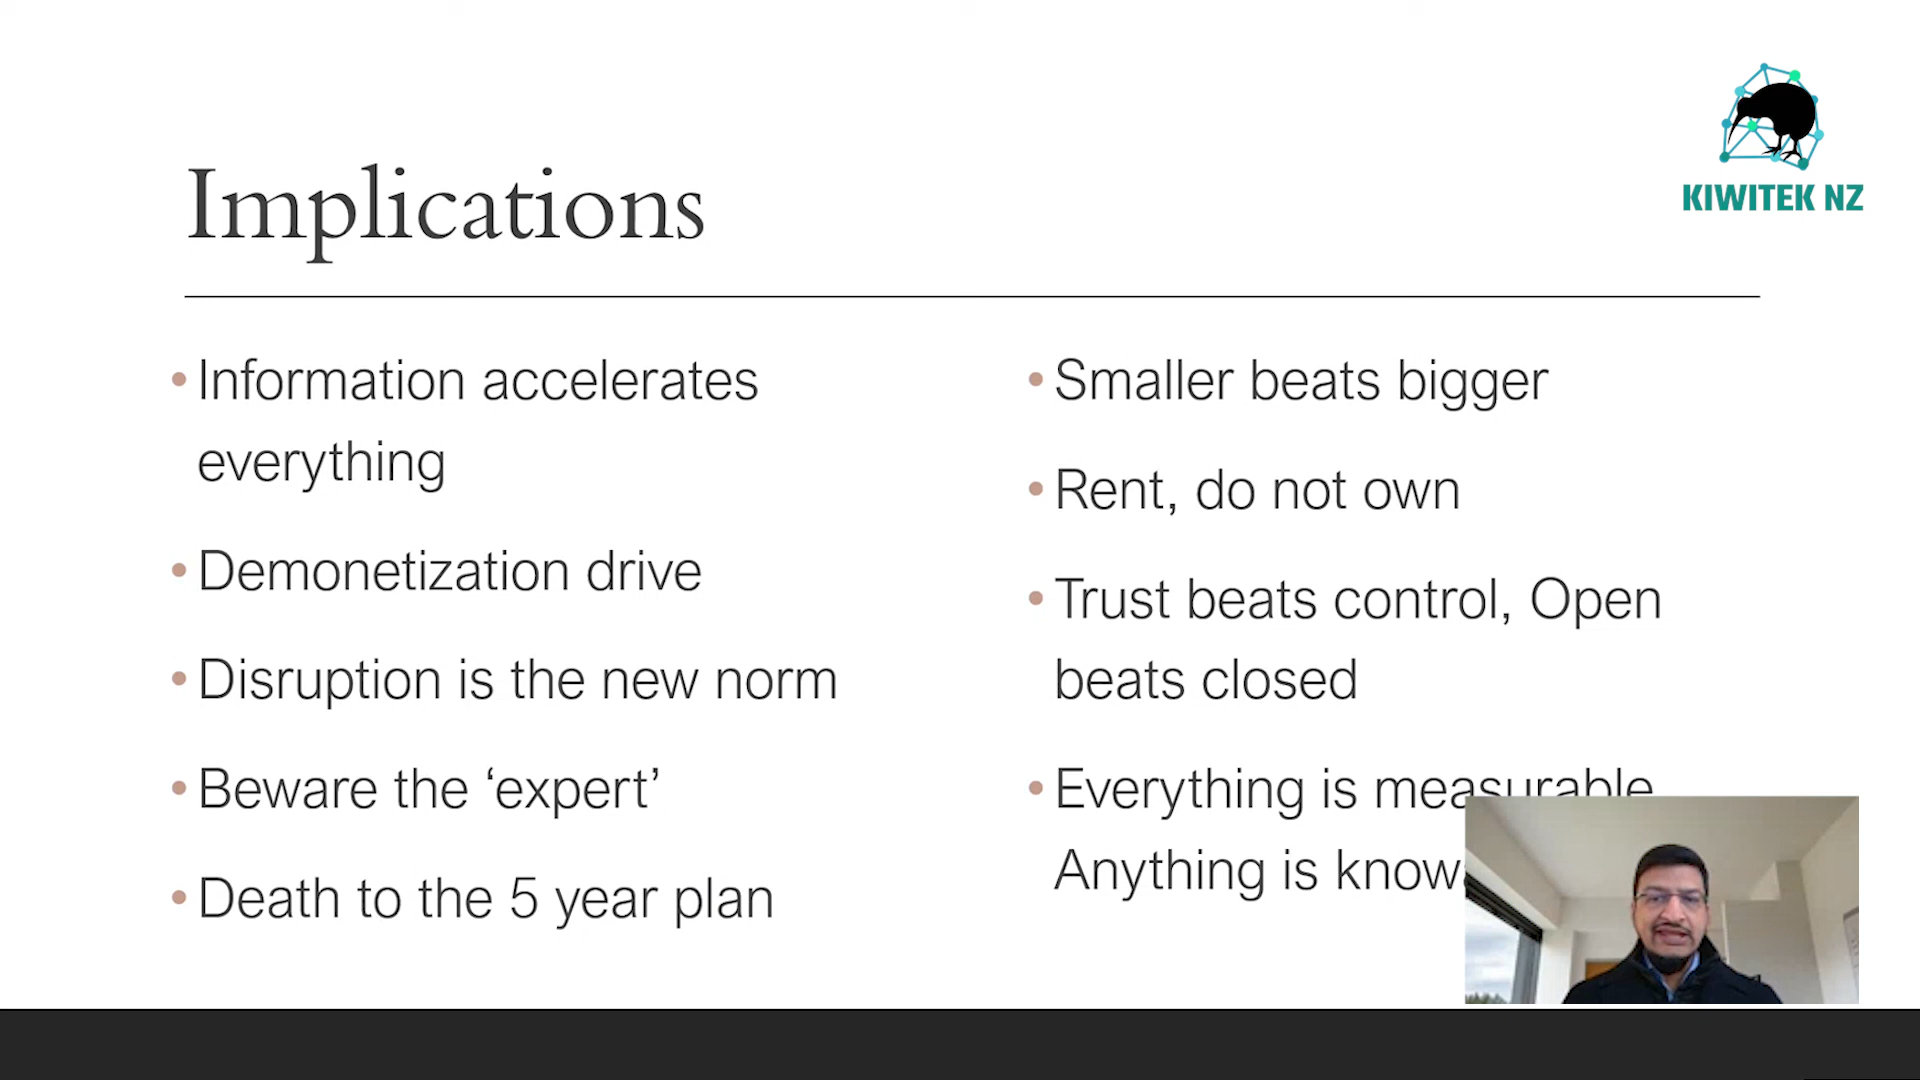 KIWITEK NZ
Implications
• Information accelerates
everything
• Demonetization drive
• Disruption is the new norm
• Beware the ‘expert’
• Death to the 5 year plan
• Smaller beats bigger
• Rent, do not own
• Trust beats control, Open
beats closed
• Everything is measurable
Anything is